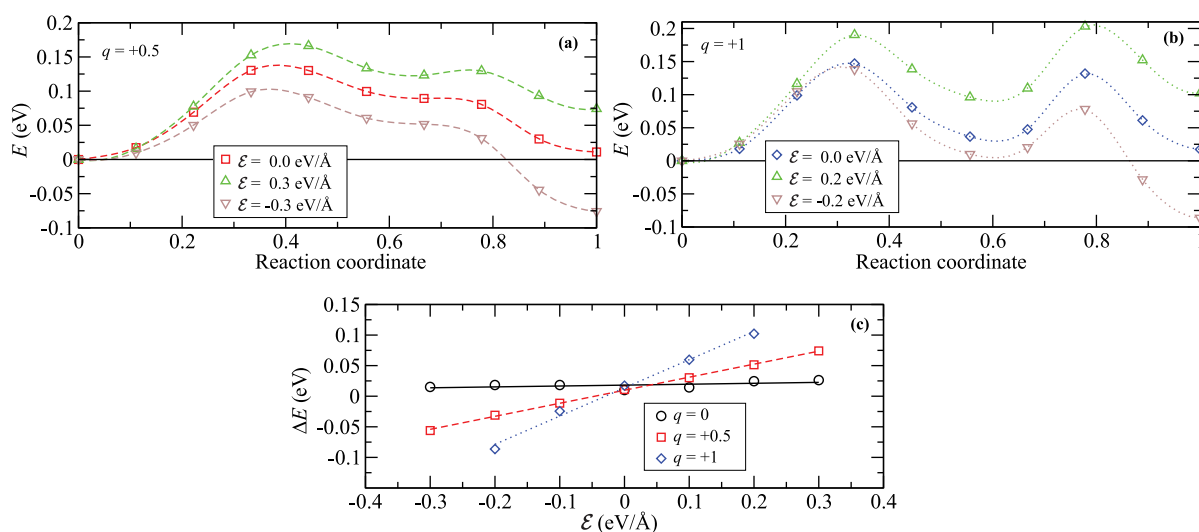 0.2
0.15
0.1
0.05
0
-0.05
-0.1
E (eV)
q = +0.5
(a)
ℰ = 0.0 eV/Å
ℰ = 0.3 eV/Å
ℰ = -0.3 eV/Å
0 0.2 0.4 0.6 0.8 1
Reaction coordinate
0.2
0.15
0.1
0.05
0
-0.05
-0.1
E (eV)
q = +1
(b)
ℰ = 0.0 eV/Å
ℰ = 0.2 eV/Å
ℰ = -0.2 eV/Å
0 0.2 0.4 0.6 0.8 1
Reaction coordinate
0.15
0.1
0.05
0
-0.05
-0.1
ΔE (eV)
(c)
q = 0
q = +0.5
q = +1
-0.4 -0.3 -0.2 -0.1 0 0.1 0.2 0.3 0.4
ℰ (eV/Å)